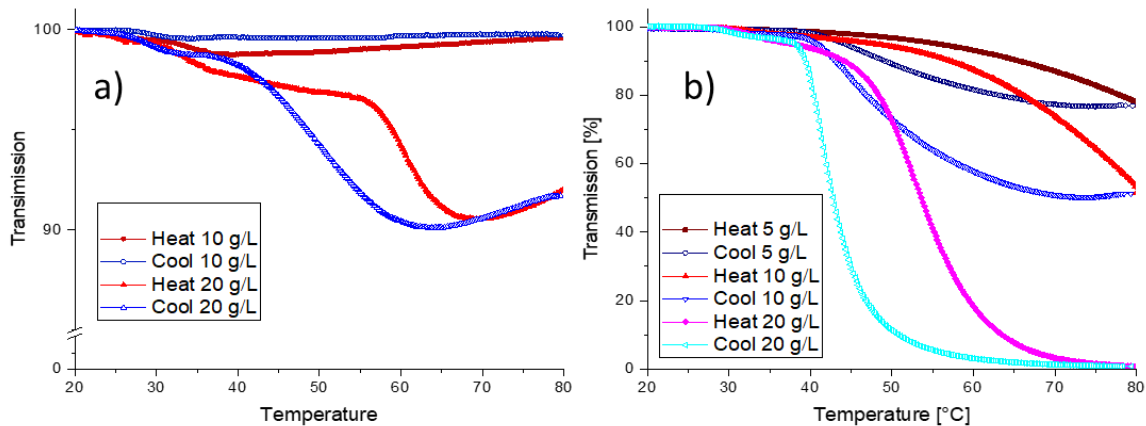 a)
Transimission
100
90
0
20 30 40 50 60 70 80
Temperature
Heat 10 g/L
Cool 10 g/L
Heat 20 g/L
Cool 20 g/L
b)
Transmission [%]
100
80
60
40
20
0
20 30 40 50 60 70 80
Temperature [°C]
Heat 5 g/L
Cool 5 g/L
Heat 10 g/L
Cool 10 g/L
Heat 20 g/L
Cool 20 g/L